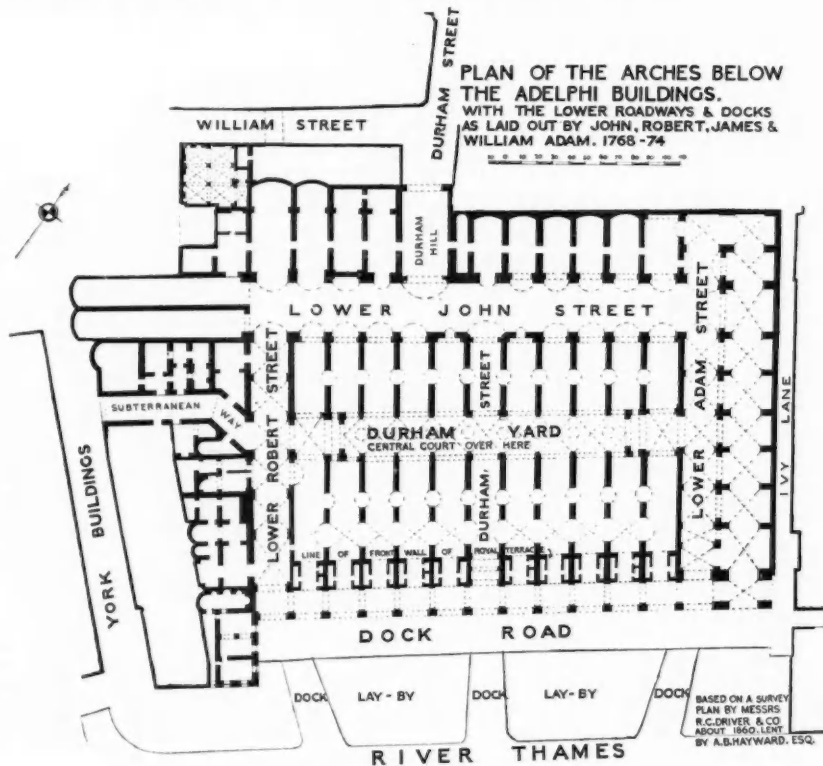 PLAN OF THE ARCHES BELOW
THE ADELPHI BUILDINGS.
WITH THE LOWER ROADWAYS & DOCKS
AS LAID OUT BY JOHN, ROBERT, JAMES &
WILLIAM ADAM. 1768-74
DURHAM STREET
WILLIAM STREET
DURHAM HILL
LOWER JOHN STREET
LOWER ADAM STREET
IVY LANE
LOWER ROBERT STREET
DURHAM, STREET
SUBTERRANEAN WAY
DURHAM YARD
CENTRAL COURT OVER HERE
YORK BUILDINGS
LINE OF FRONT WALL OF ROYAL TERRACE
DOCK ROAD
DOCK
LAY-BY
DOCK
LAY-BY
DOCK
RIVER THAMES
BASED ON A SURVEY
PLAN BY MESSRS
R.C. DRIVER & CO
ABOUT 1860. LENT
BY A.B. HAYWARD. ESQ.